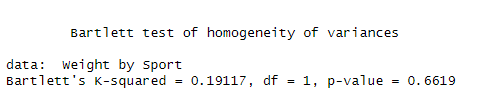 Bartlett test of homogeneity of variances
data:  Weight by Sport
Bartlett's K-squared = 0.19117, df = 1, p-value = 0.6619